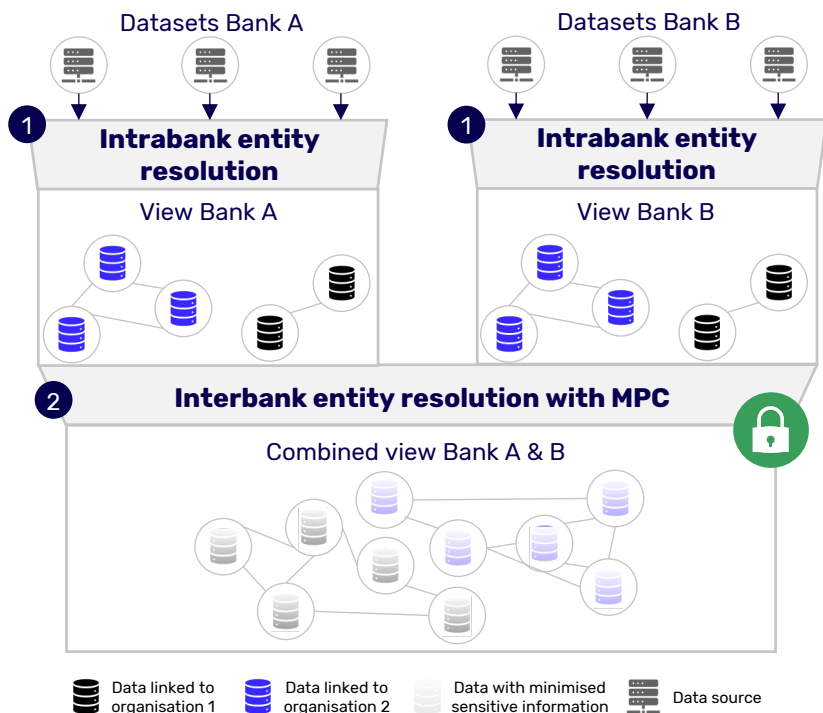 Datasets Bank A
Datasets Bank B
1
Intrabank entity
resolution
1
Intrabank entity
resolution
View Bank A
View Bank B
2
Interbank entity resolution with MPC
Combined view Bank A & B
Data linked to
organisation 1
Data linked to
organisation 2
Data with minimised
sensitive information
Data source